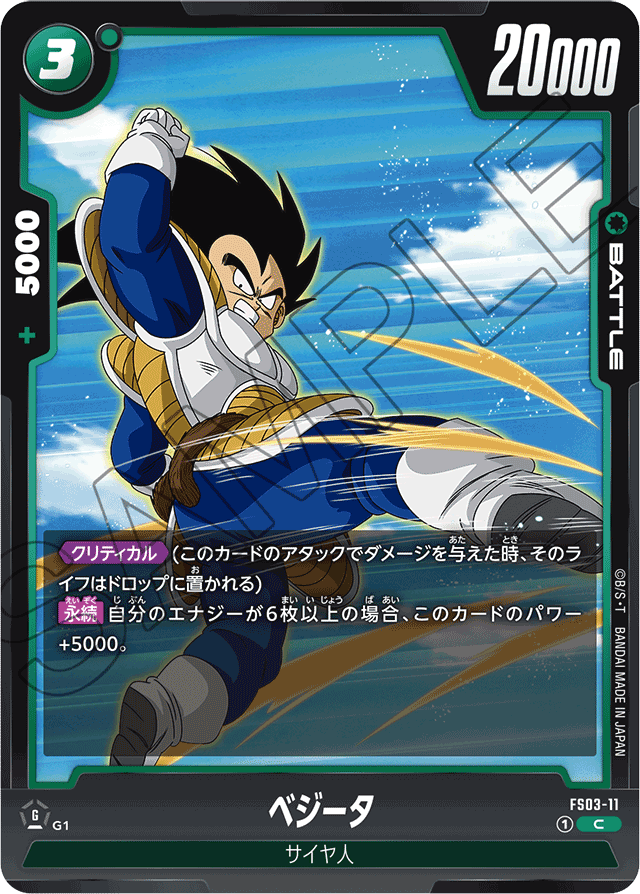 3
20000
+ 5000
BATTLE
SAMPLE
クリティカル (このカードのアタックでダメージを与えた時、そのラ
イフはドロップに置かれる)
永続 自分のエナジーが6枚以上の場合、このカードのパワー
+5000。
©B/S・T BANDAI MADE IN JAPAN
ベジータ
FS03-11
G G1
① C
サイヤ人